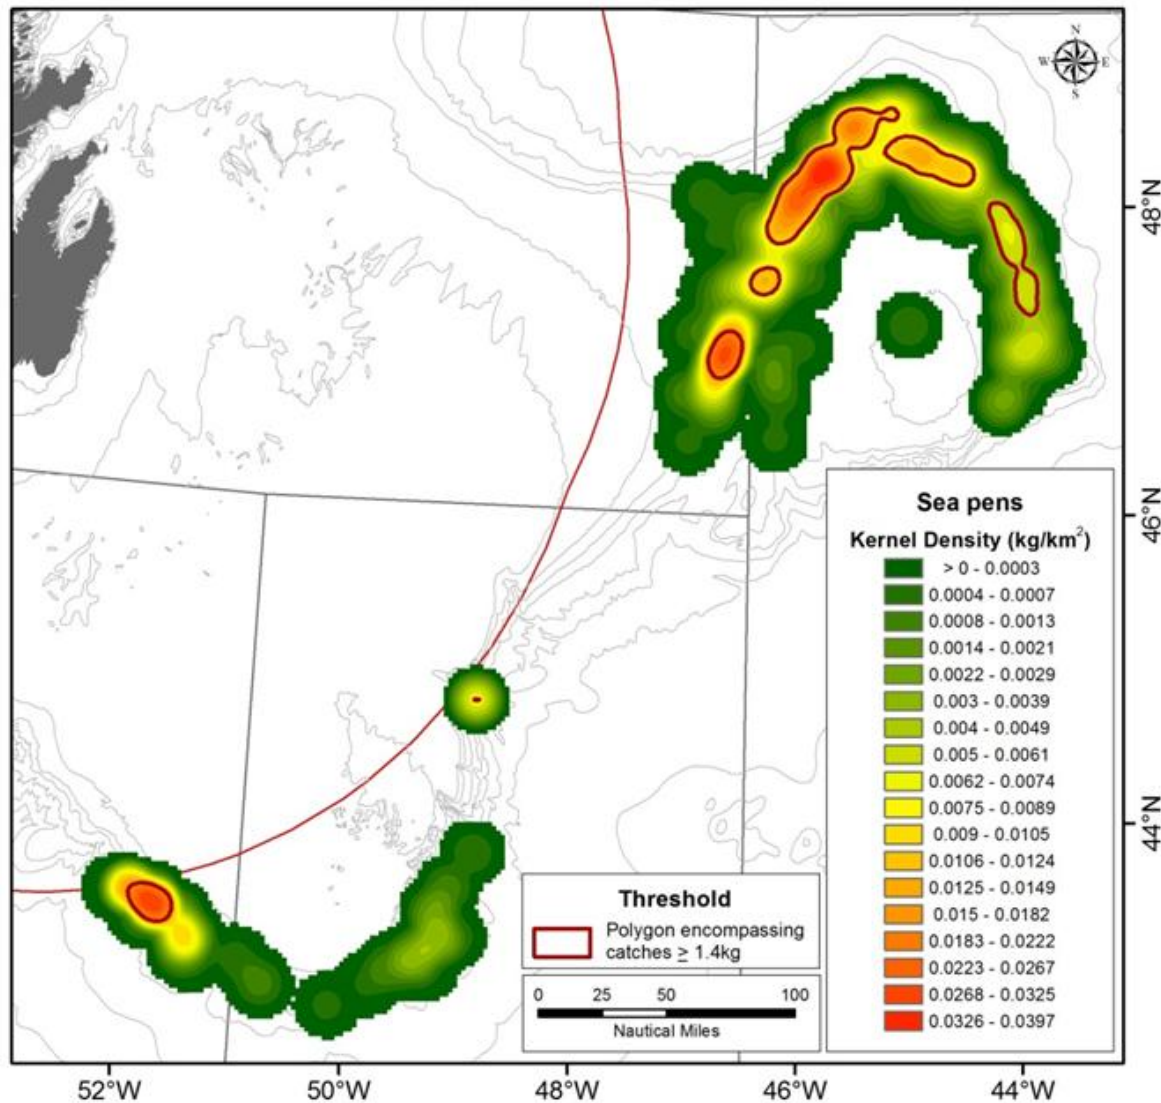 N
W E
S
48°N
46°N
44°N
Sea pens
Kernel Density (kg/km²)
> 0 - 0.0003
0.0004 - 0.0007
0.0008 - 0.0013
0.0014 - 0.0021
0.0022 - 0.0029
0.003 - 0.0039
0.004 - 0.0049
0.005 - 0.0061
0.0062 - 0.0074
0.0075 - 0.0089
0.009 - 0.0105
0.0106 - 0.0124
0.0125 - 0.0149
0.015 - 0.0182
0.0183 - 0.0222
0.0223 - 0.0267
0.0268 - 0.0325
0.0326 - 0.0397
Threshold
Polygon encompassing
catches ≥ 1.4kg
0 25 50 100
Nautical Miles
52°W 50°W 48°W 46°W 44°W